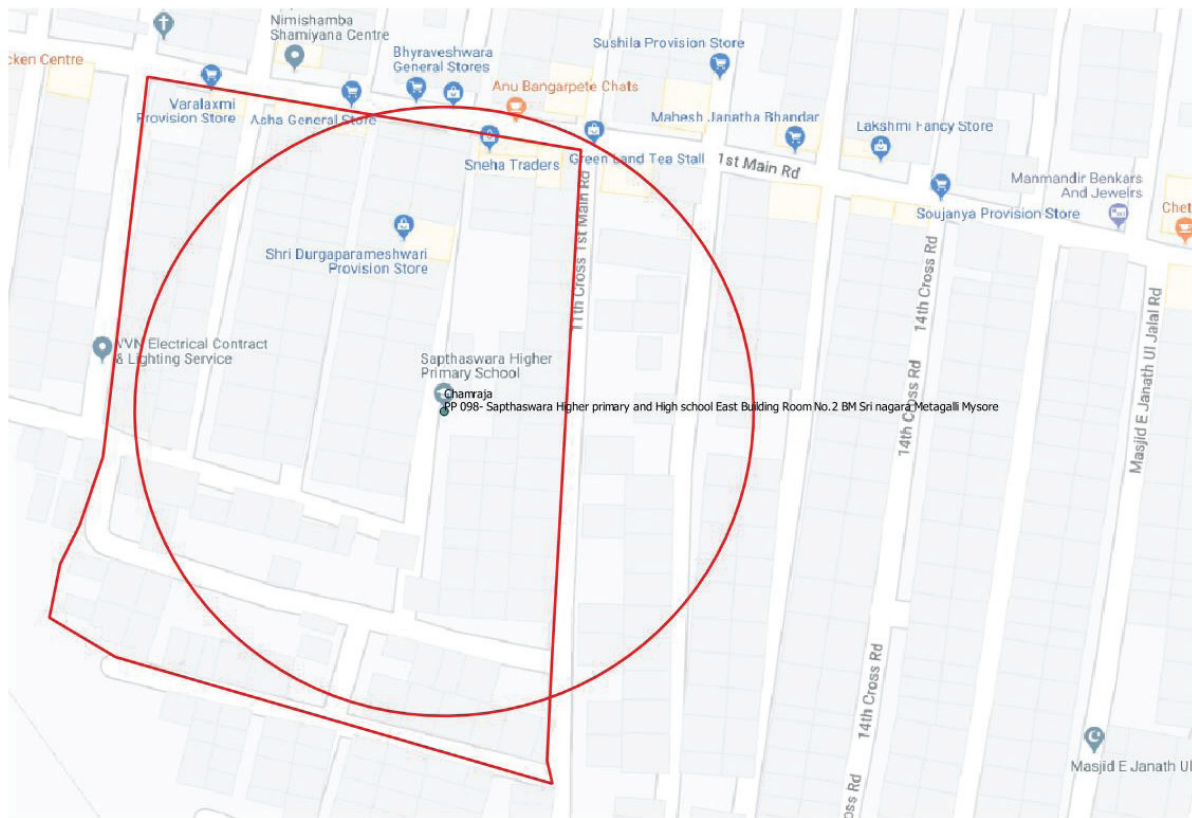 Nimishamba
Shamiyana Centre
cken Centre
Sushila Provision Store
Bhyraveshwara
General Stores
Anu Bangarpete Chats
Varalaxmi
Provision Store
Asha General Store
Mahesh Janatha Bhandar
Lakshmi Fancy Store
Sneha Traders
Green Land Tea Stall
1st Main Rd
Manmandir Benkars
And Jewelrs
Chet
Soujanya Provision Store
Shri Durgaparameshwari
Provision Store
11th Cross 1st Main Rd
14th Cross Rd
Masjid E Janath Ul Jalal Rd
VVN Electrical Contract
& Lighting Service
Sapthaswara Higher
Primary School
Chamraja
PP 098- Sapthaswara Higher primary and High school East Building Room No.2 BM Sri nagara Metagalli Mysore
14th Cross Rd
14th Cross Rd
Masjid E Janath Ul
oss Rd